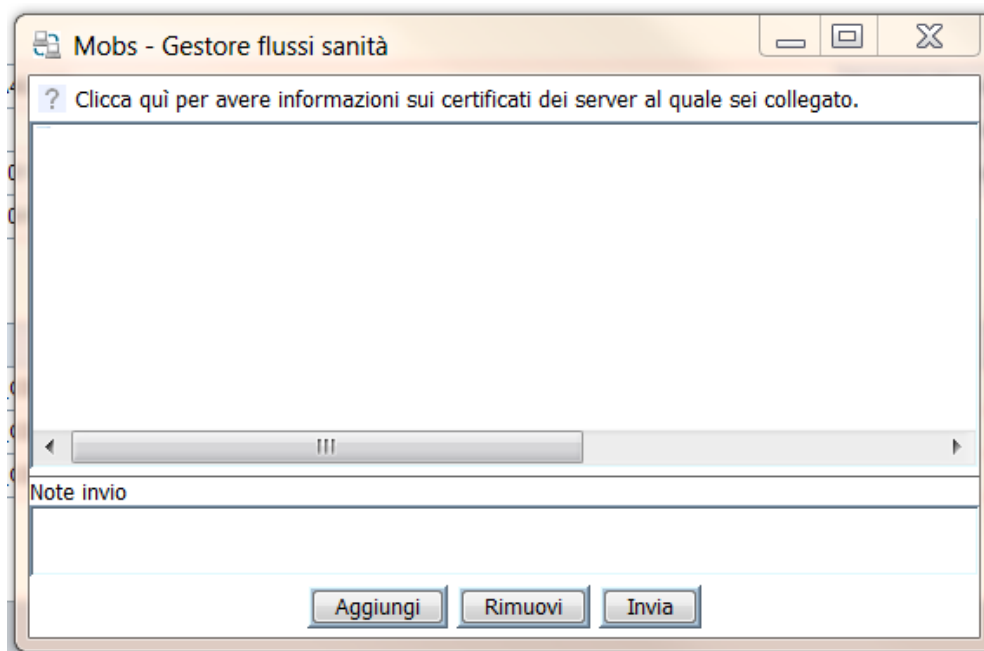 Mobs - Gestore flussi sanità
? Clicca quì per avere informazioni sui certificati dei server al quale sei collegato.
Note invio
Aggiungi Rimuovi Invia